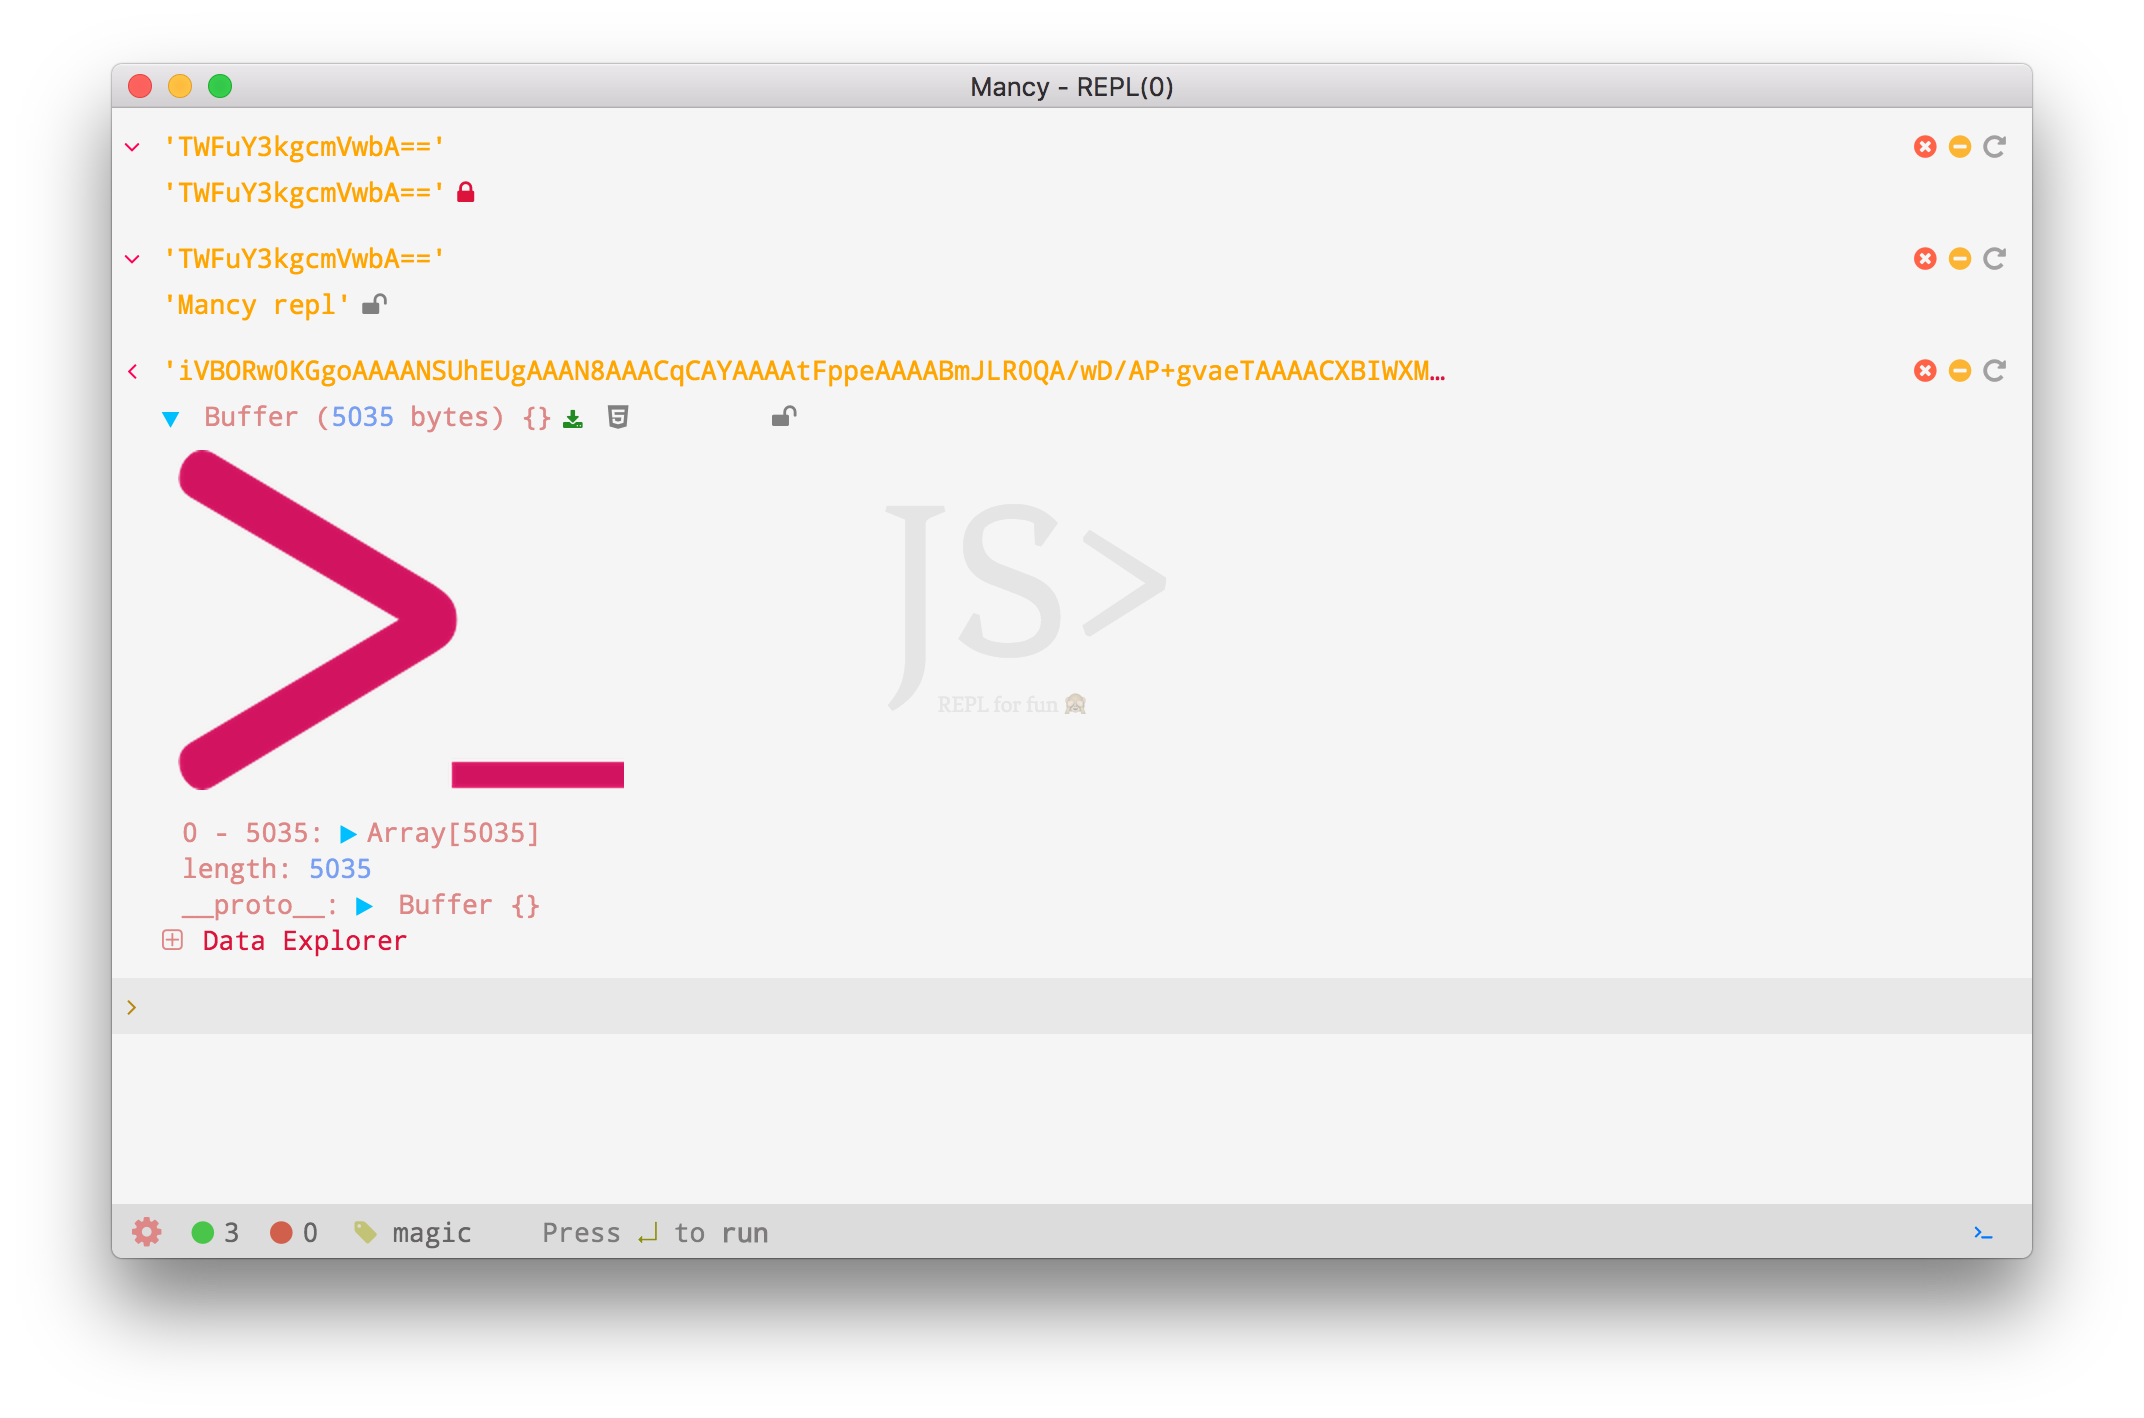 Mancy - REPL(0)
'TWFuY3kgcmVwbA=='
'TWFuY3kgcmVwbA=='
'TWFuY3kgcmVwbA=='
'Mancy repl'
'iVBORw0KGgoAAAANSUhEUgAAAN8AAACqCAYAAAAtFppeAAAABmJLR0QA/wD/AP+gvaeTAAAACXBIWXM…
Buffer (5035 bytes) {}
>_
JS>
REPL for fun 🙈
0 - 5035: Array[5035]
length: 5035
__proto__: Buffer {}
Data Explorer
>
3 0 magic Press ↵ to run >_